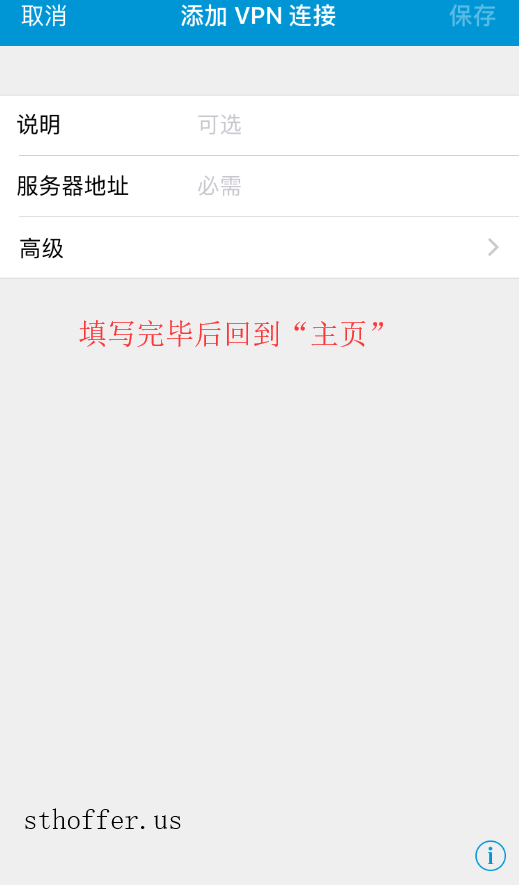 取消 添加 VPN 连接 保存
说明 可选
服务器地址 必需
高级
填写完毕后回到“主页”
sthoffer.us
i